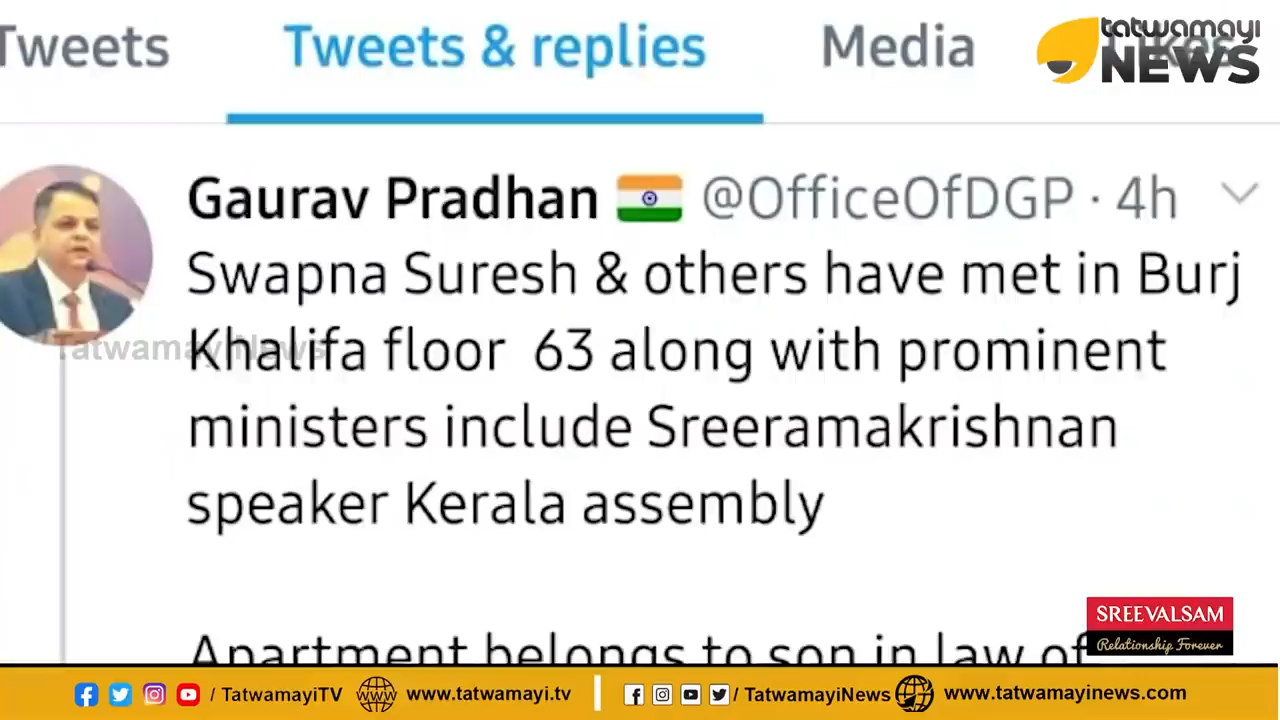 Tweets
Tweets & replies
Media
Likes
tatwamayi
NEWS
Gaurav Pradhan @OfficeOfDGP · 4h
Swapna Suresh & others have met in Burj
Khalifa floor 63 along with prominent
ministers include Sreeramakrishnan
speaker Kerala assembly
TatwamayiNews
Apartment belongs to son in law of
SREEVALSAM
Relationship Forever
/ TatwamayiTV
www.tatwamayi.tv
/ TatwamayiNews
www.tatwamayinews.com